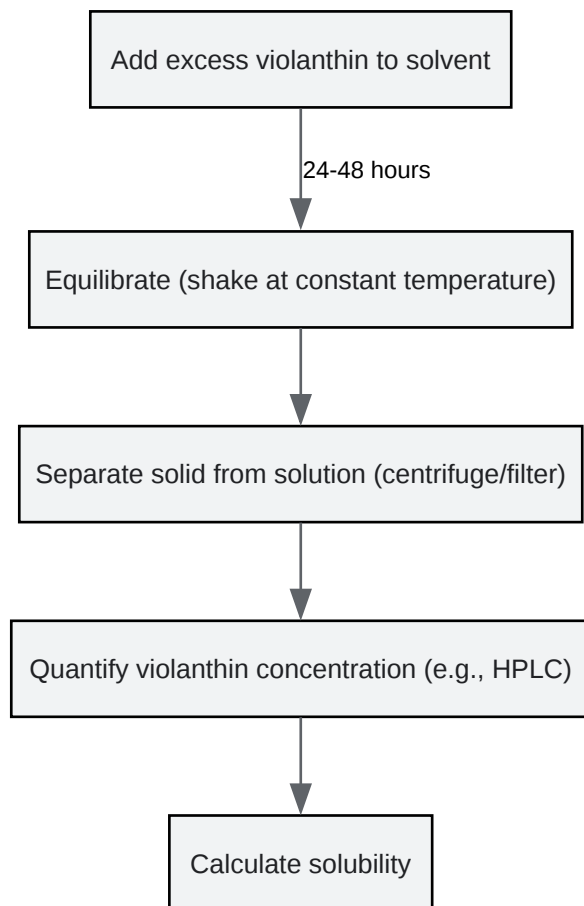 Add excess violanthin to solvent
24-48 hours
Equilibrate (shake at constant temperature)
Separate solid from solution (centrifuge/filter)
Quantify violanthin concentration (e.g., HPLC)
Calculate solubility